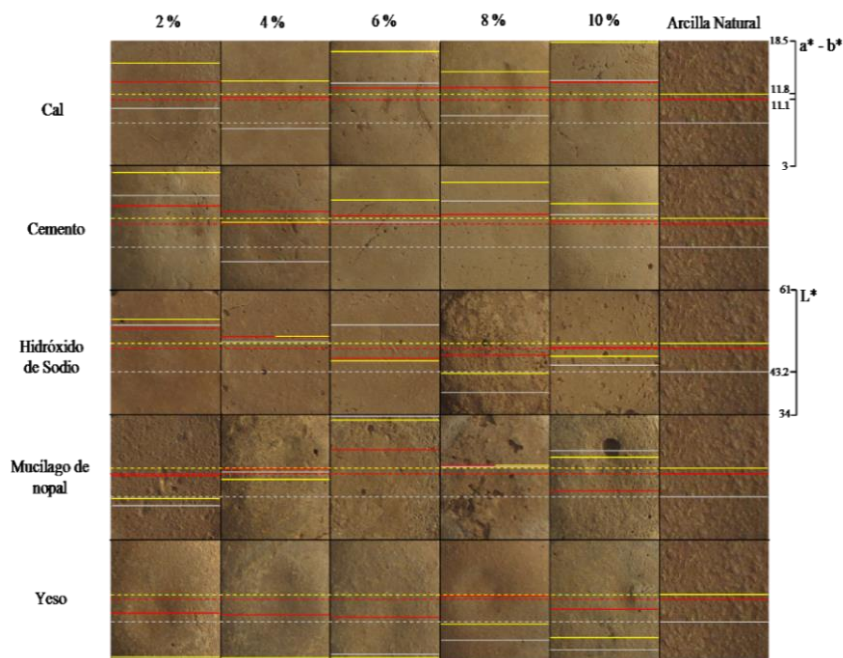 2 %
4 %
6 %
8 %
10 %
Arcilla Natural
18.5
a* - b*
11.8
11.1
Cal
3
Cemento
61
L*
Hidróxido
de Sodio
43.2
34
Mucilago de
nopal
Yeso